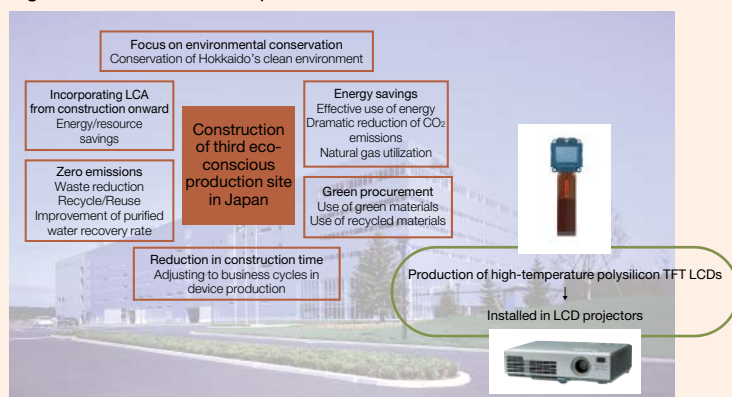 Focus on environmental conservation
Conservation of Hokkaido's clean environment
Incorporating LCA
from construction onward
Energy/resource
savings
Energy savings
Effective use of energy
Dramatic reduction of CO2
emissions
Natural gas utilization
Construction
of third eco-
conscious
production site
in Japan
Zero emissions
Waste reduction
Recycle/Reuse
Improvement of purified
water recovery rate
Green procurement
Use of green materials
Use of recycled materials
Reduction in construction time
Adjusting to business cycles in
device production
Production of high-temperature polysilicon TFT LCDs
↓
Installed in LCD projectors